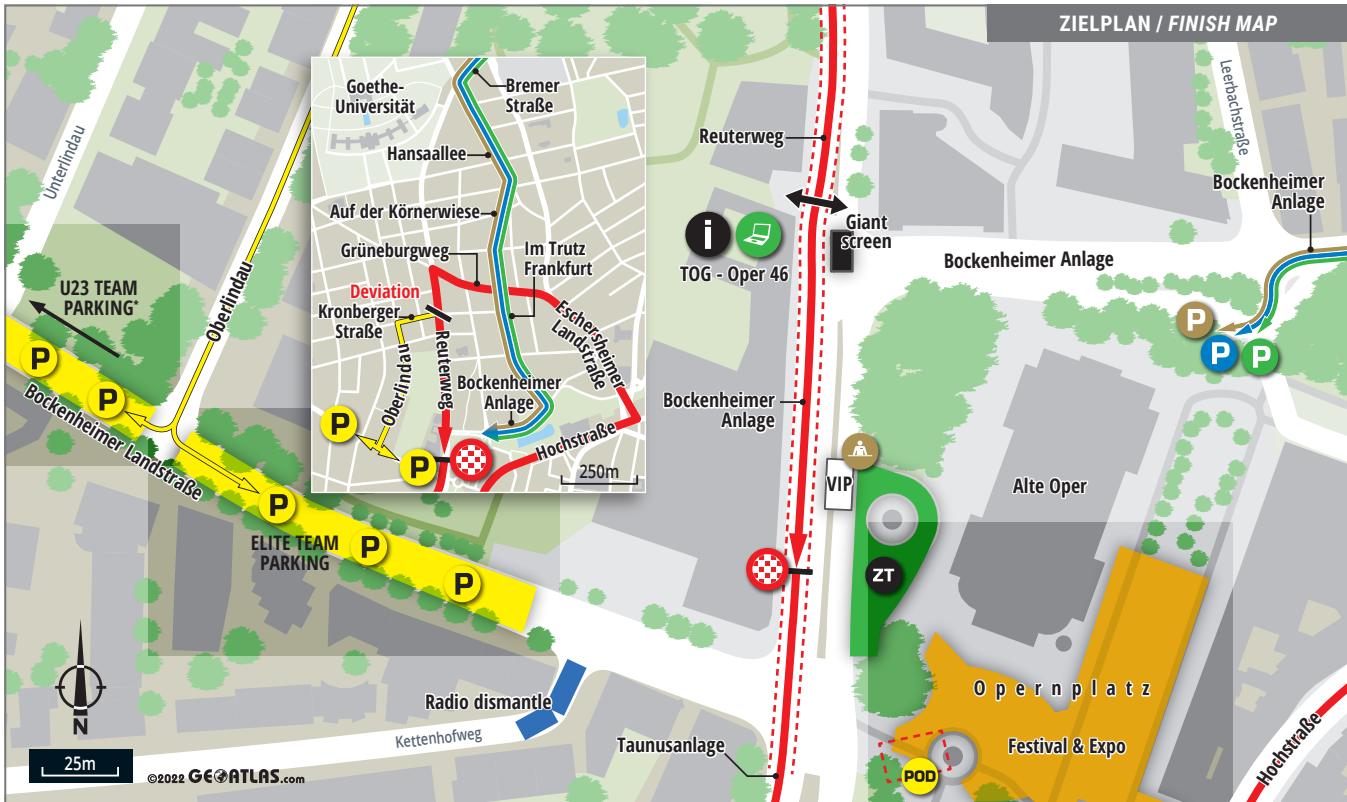 ZIELPLAN / FINISH MAP
Goethe-
Universität
Bremer
Straße
Hansaallee
Auf der Körnerwiese
Grüneburgweg
Im Trutz
Frankfurt
Deviation
Kronberger
Straße
Eschersheimer
Landstraße
Reuterweg
Oberlindau
Bockenheimer
Anlage
Hochstraße
P
P
250m
Unterlindau
Oberlindau
U23 TEAM
PARKING*
P
P
Bockenheimer Landstraße
P
ELITE TEAM
PARKING
P
P
Reuterweg
i
TOG - Oper 46
Giant
screen
Leerbachstraße
Bockenheimer
Anlage
Bockenheimer Anlage
P
P
P
Bockenheimer
Anlage
VIP
Alte Oper
ZT
Opernplatz
Festival & Expo
POD
Hochstraße
Radio dismantle
Kettenhofweg
Taunusanlage
N
25m
©2022 GEOATLAS.com